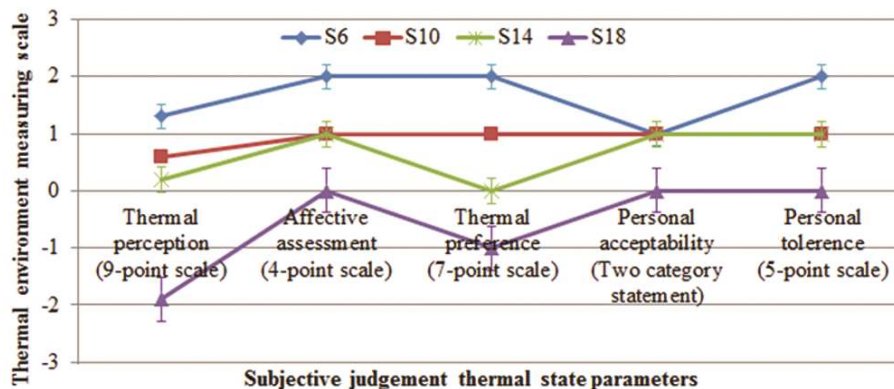 Thermal environment measuring scale
3
2
1
0
-1
-2
-3
S6 S10 S14 S18
Thermal perception (9-point scale)
Affective assessment (4-point scale)
Thermal preference (7-point scale)
Personal acceptability (Two category statement)
Personal tolerence (5-point scale)
Subjective judgement thermal state parameters